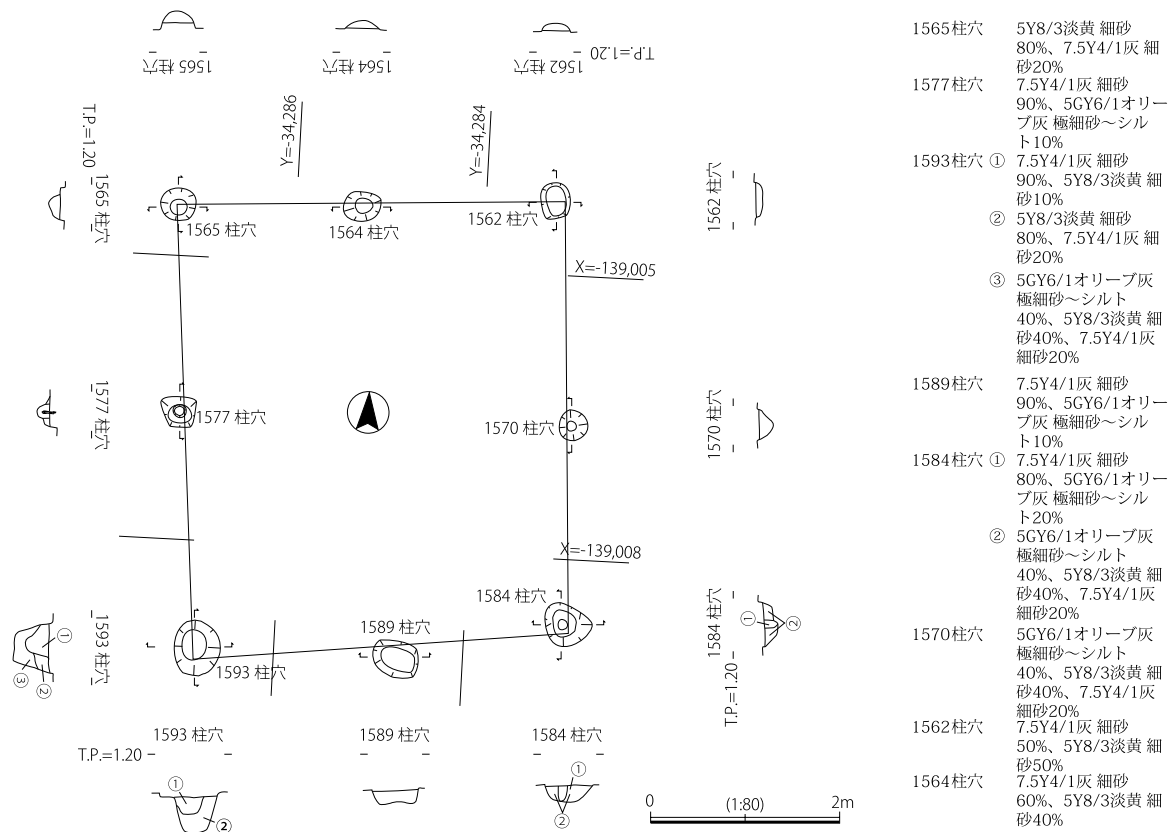 1565 柱穴
1564 柱穴
1562 柱穴
T.P.=1.20
T.P.=1.20
1565 柱穴
Y=-34,286
Y=-34,284
1562 柱穴
1565 柱穴
1564 柱穴
1562 柱穴
X=-139,005
1577 柱穴
1577 柱穴
1570 柱穴
1570 柱穴
X=-139,008
1584 柱穴
1589 柱穴
1593 柱穴
1593 柱穴
①
②
③
1584 柱穴
T.P.=1.20
①
②
1593 柱穴
1589 柱穴
1584 柱穴
T.P.=1.20
①
②
①
②
0
(1:80)
2m
1565柱穴 5Y8/3淡黄 細砂
80%、7.5Y4/1灰 細
砂20%
1577柱穴 7.5Y4/1灰 細砂
90%、5GY6/1オリー
ブ灰 極細砂～シル
ト10%
1593柱穴 ① 7.5Y4/1灰 細砂
90%、5Y8/3淡黄 細
砂10%
② 5Y8/3淡黄 細砂
80%、7.5Y4/1灰 細
砂20%
③ 5GY6/1オリーブ灰
極細砂～シルト
40%、5Y8/3淡黄 細
砂40%、7.5Y4/1灰
細砂20%
1589柱穴 7.5Y4/1灰 細砂
90%、5GY6/1オリー
ブ灰 極細砂～シル
ト10%
1584柱穴 ① 7.5Y4/1灰 細砂
80%、5GY6/1オリー
ブ灰 極細砂～シル
ト20%
② 5GY6/1オリーブ灰
極細砂～シルト
40%、5Y8/3淡黄 細
砂40%、7.5Y4/1灰
細砂20%
1570柱穴 5GY6/1オリーブ灰
極細砂～シルト
40%、5Y8/3淡黄 細
砂40%、7.5Y4/1灰
細砂20%
1562柱穴 7.5Y4/1灰 細砂
50%、5Y8/3淡黄 細
砂50%
1564柱穴 7.5Y4/1灰 細砂
60%、5Y8/3淡黄 細
砂40%